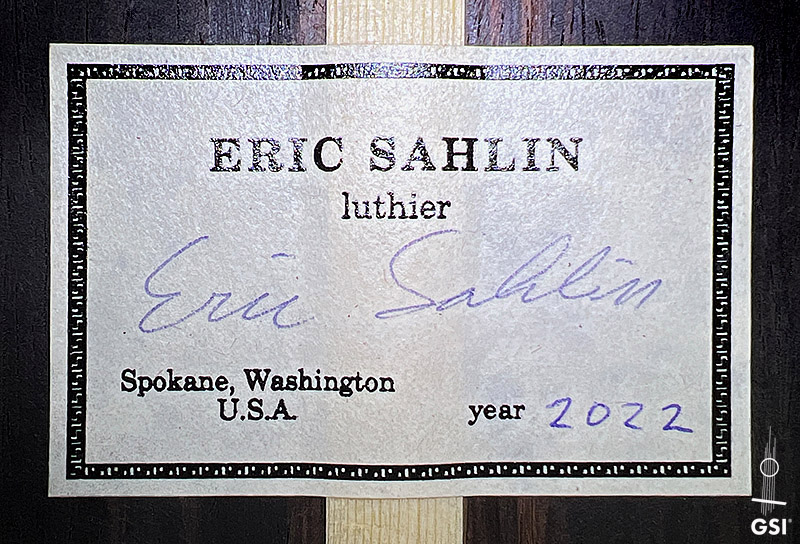 ERIC SAHLIN
luthier
Eric Sahlin
Spokane, Washington
U.S.A.
year 2022
GSI